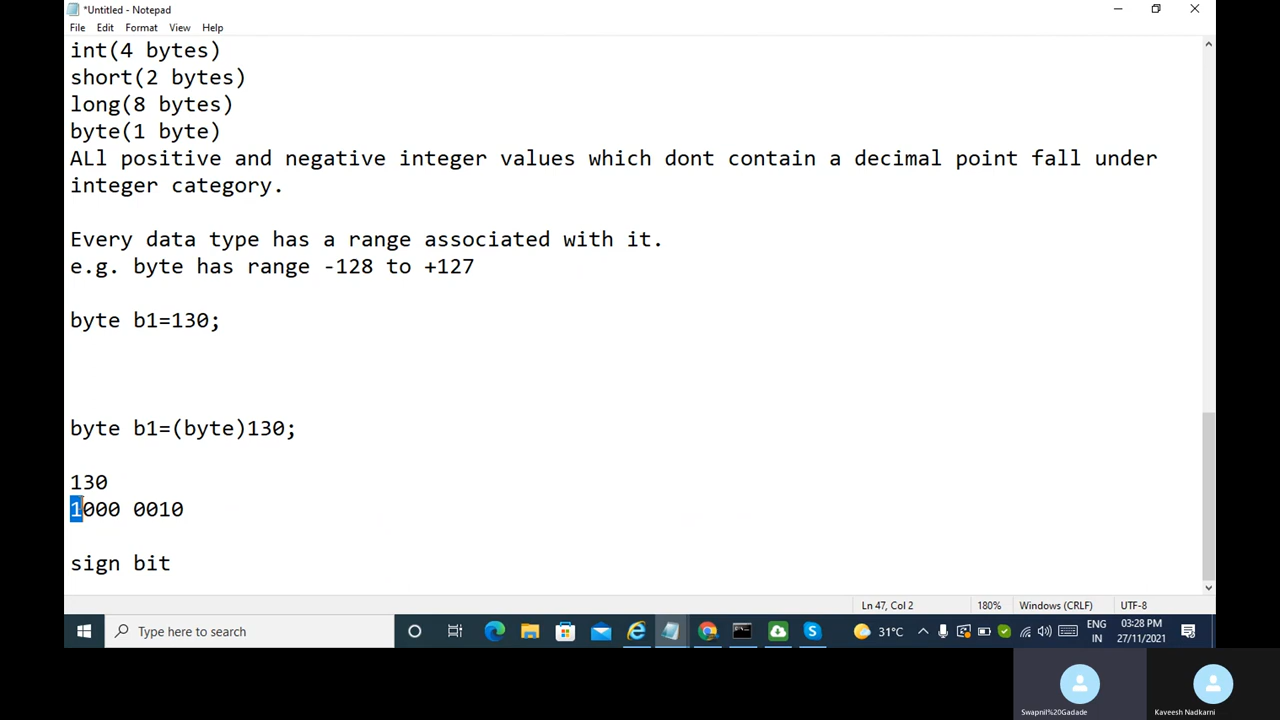 *Untitled - Notepad
File Edit Format View Help
int(4 bytes)
short(2 bytes)
long(8 bytes)
byte(1 byte)
ALl positive and negative integer values which dont contain a decimal point fall under
integer category.
Every data type has a range associated with it.
e.g. byte has range -128 to +127
byte b1=130;
byte b1=(byte)130;
130
1000 0010
sign bit
Ln 47, Col 2 180% Windows (CRLF) UTF-8
Type here to search 31°C ENG 03:28 PM
IN 27/11/2021
Swapnil%20Gadade Kaveesh Nadkarni